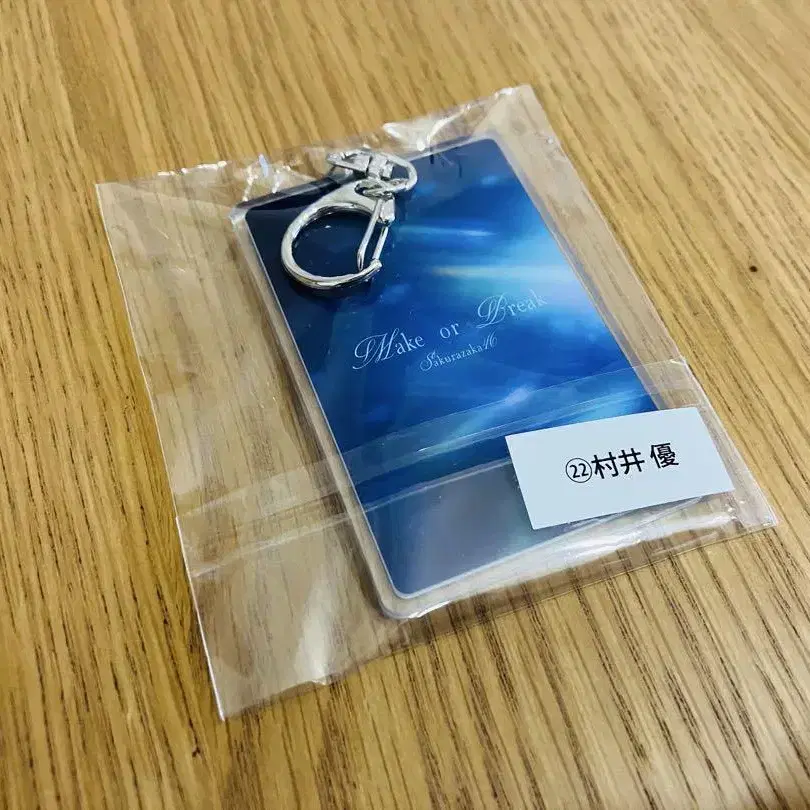 Make or Break
Sakurazaka46
㉒村井 優